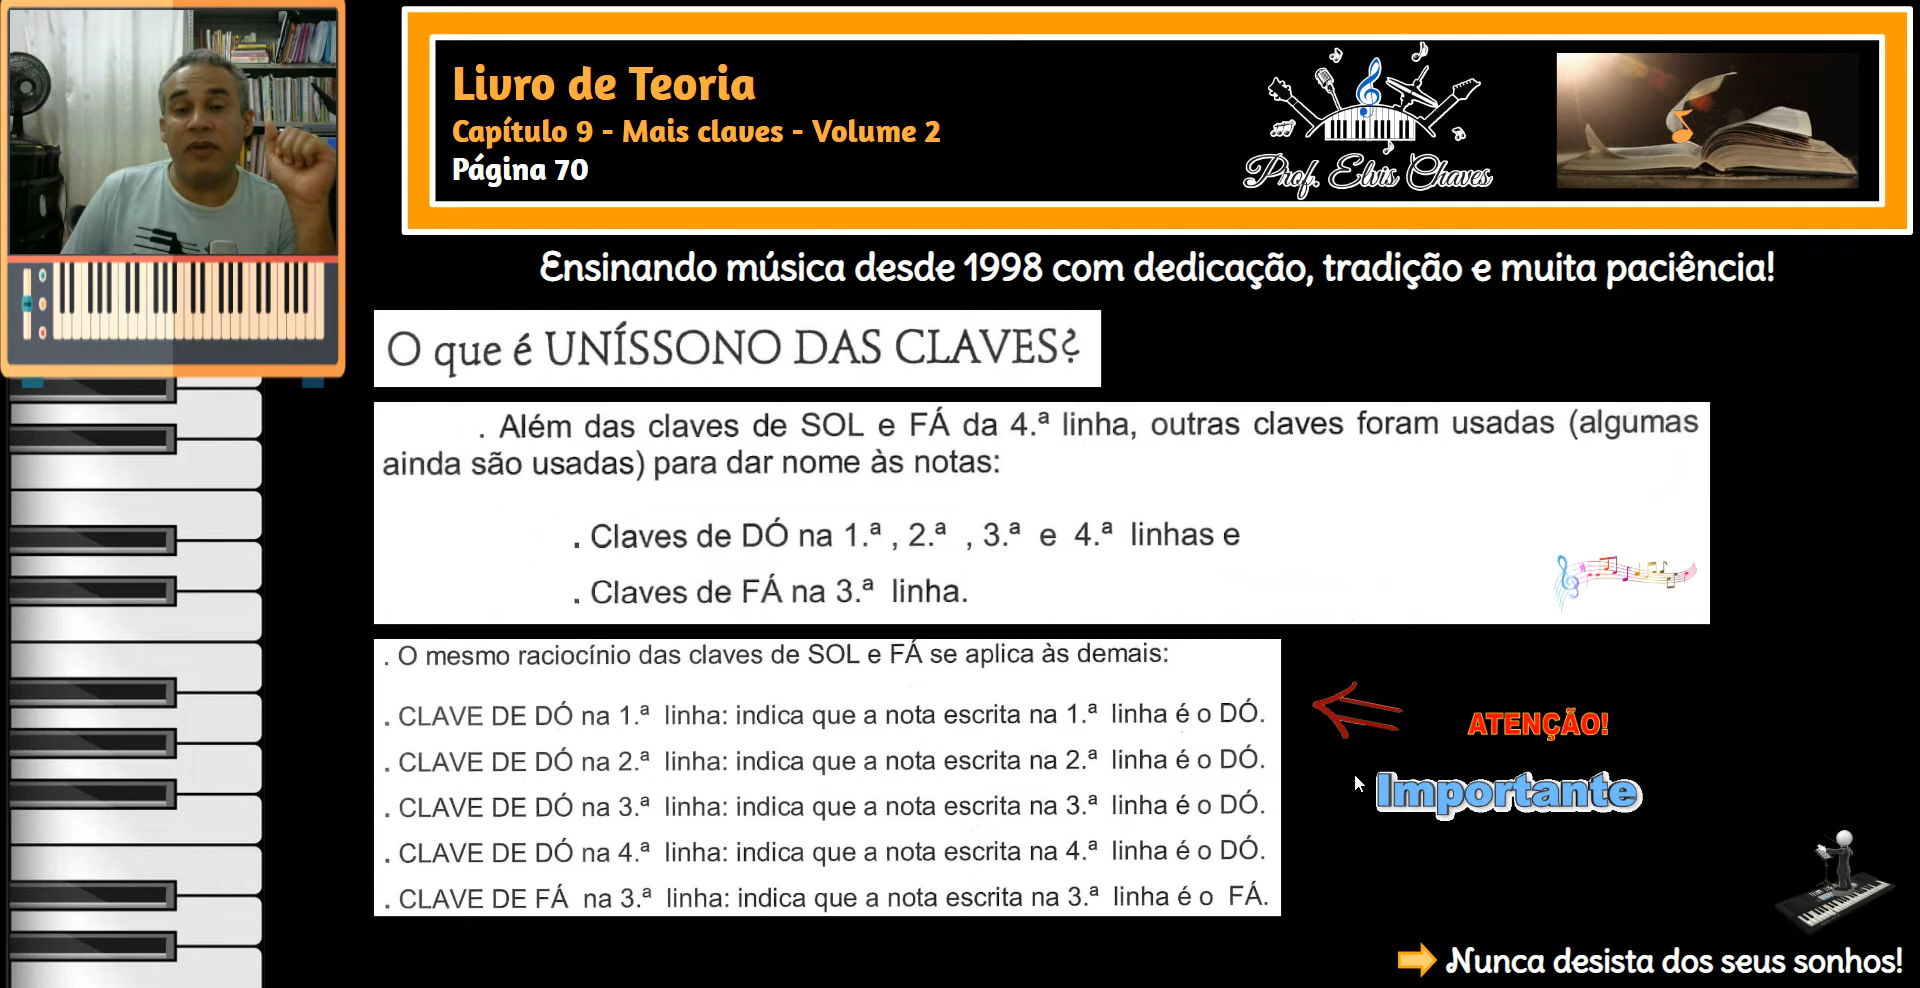 Livro de Teoria
Capítulo 9 - Mais claves - Volume 2
Página 70
Prof. Elvis Chaves
Ensinando música desde 1998 com dedicação, tradição e muita paciência!
O que é UNÍSSONO DAS CLAVES?
. Além das claves de SOL e FÁ da 4.ª linha, outras claves foram usadas (algumas
ainda são usadas) para dar nome às notas:
. Claves de DÓ na 1.ª , 2.ª , 3.ª e 4.ª linhas e
. Claves de FÁ na 3.ª linha.
. O mesmo raciocínio das claves de SOL e FÁ se aplica às demais:
. CLAVE DE DÓ na 1.ª linha: indica que a nota escrita na 1.ª linha é o DÓ.
. CLAVE DE DÓ na 2.ª linha: indica que a nota escrita na 2.ª linha é o DÓ.
. CLAVE DE DÓ na 3.ª linha: indica que a nota escrita na 3.ª linha é o DÓ.
. CLAVE DE DÓ na 4.ª linha: indica que a nota escrita na 4.ª linha é o DÓ.
. CLAVE DE FÁ na 3.ª linha: indica que a nota escrita na 3.ª linha é o FÁ.
ATENÇÃO!
Importante
Nunca desista dos seus sonhos!